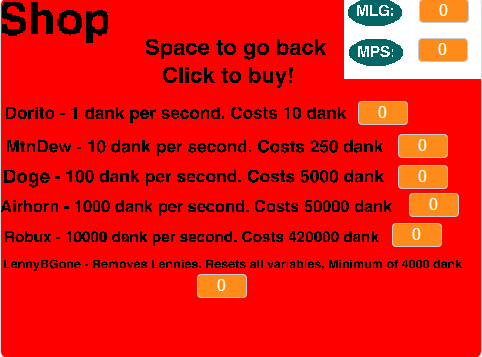 Shop
MLG: 0
Space to go back
MPS: 0
Click to buy!
Dorito - 1 dank per second. Costs 10 dank 0
MtnDew - 10 dank per second. Costs 250 dank 0
Doge - 100 dank per second. Costs 5000 dank 0
Airhorn - 1000 dank per second. Costs 50000 dank 0
Robux - 10000 dank per second. Costs 420000 dank 0
LennyBGone - Removes Lennies. Resets all variables, Minimum of 4000 dank
0